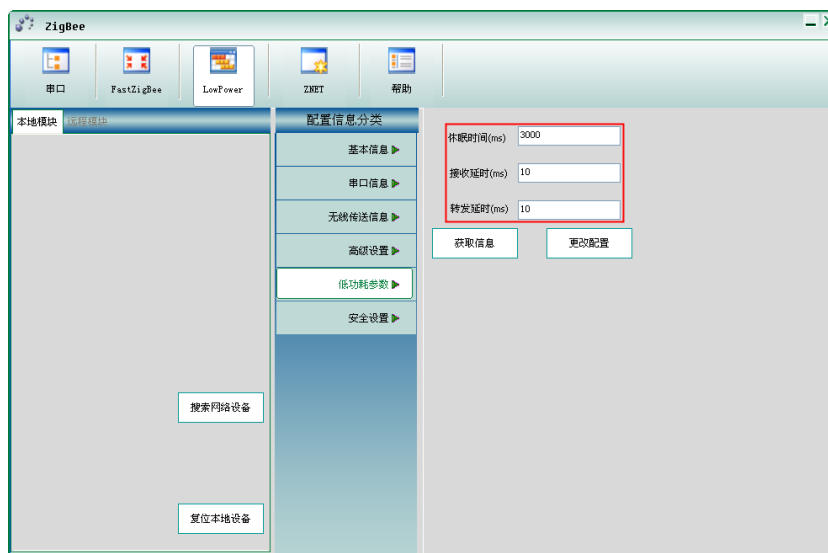 ZigBee
串口 FastZigBee LowPower ZNET 帮助
本地模块 远程模块
配置信息分类
基本信息
串口信息
无线传送信息
高级设置
低功耗参数
安全设置
休眠时间(ms) 3000
接收延时(ms) 10
转发延时(ms) 10
获取信息 更改配置
搜索网络设备
复位本地设备